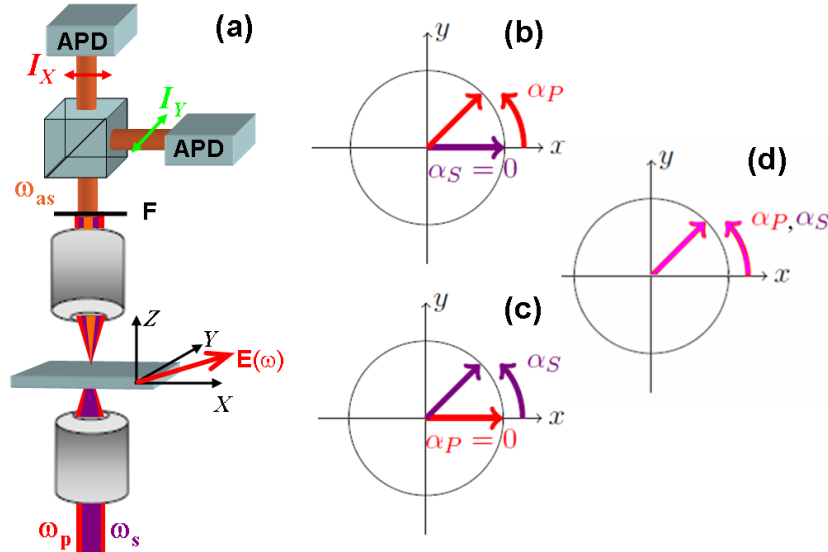 (a)
APD
I_X
I_Y
APD
ω_as
F
Z
Y
E(ω)
X
ω_p
ω_s
(b)
y
α_P
x
α_S = 0
(c)
y
α_S
x
α_P = 0
(d)
y
α_P,α_S
x